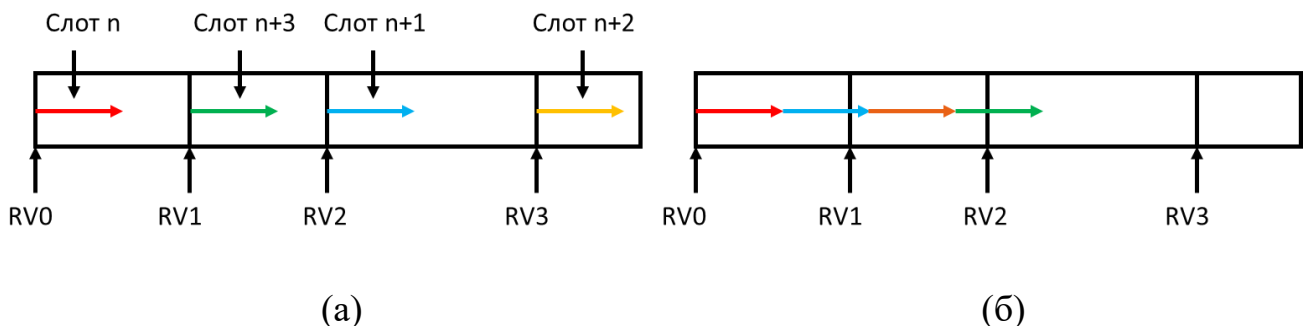 Слот n Слот n+3 Слот n+1 Слот n+2
RV0 RV1 RV2 RV3 RV0 RV1 RV2 RV3
(а) (б)